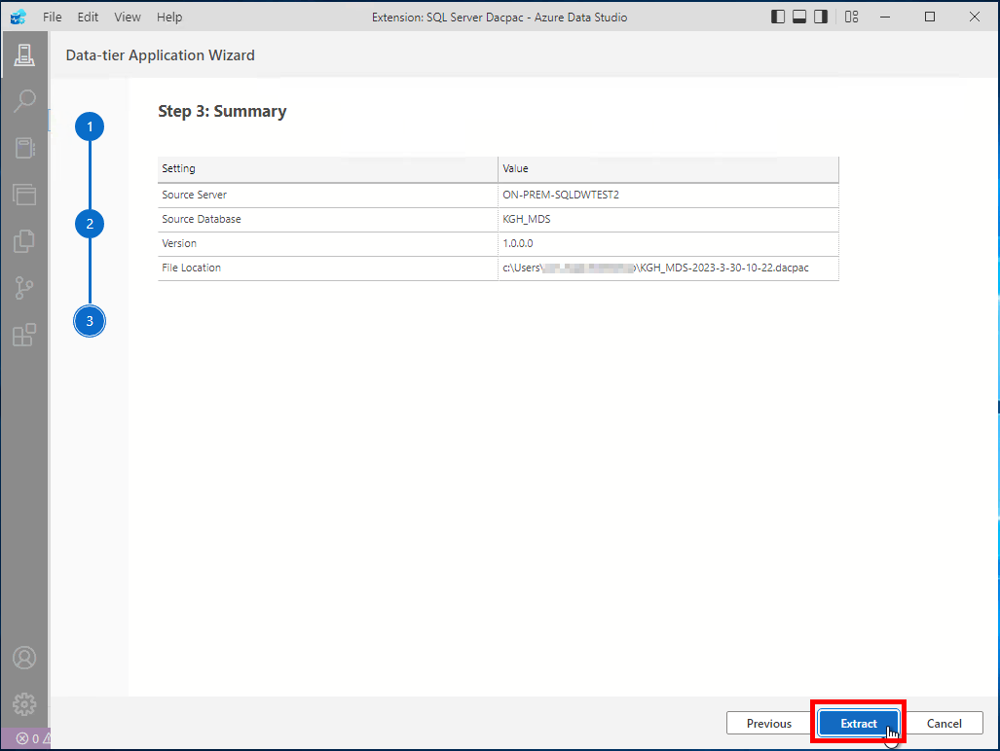 File Edit View Help Extension: SQL Server Dacpac - Azure Data Studio
Data-tier Application Wizard
Step 3: Summary
1
Setting Value
Source Server ON-PREM-SQLDWTEST2
2
Source Database KGH_MDS
Version 1.0.0.0
File Location c:\Users\ \KGH_MDS-2023-3-30-10-22.dacpac
3
0
Previous Extract Cancel